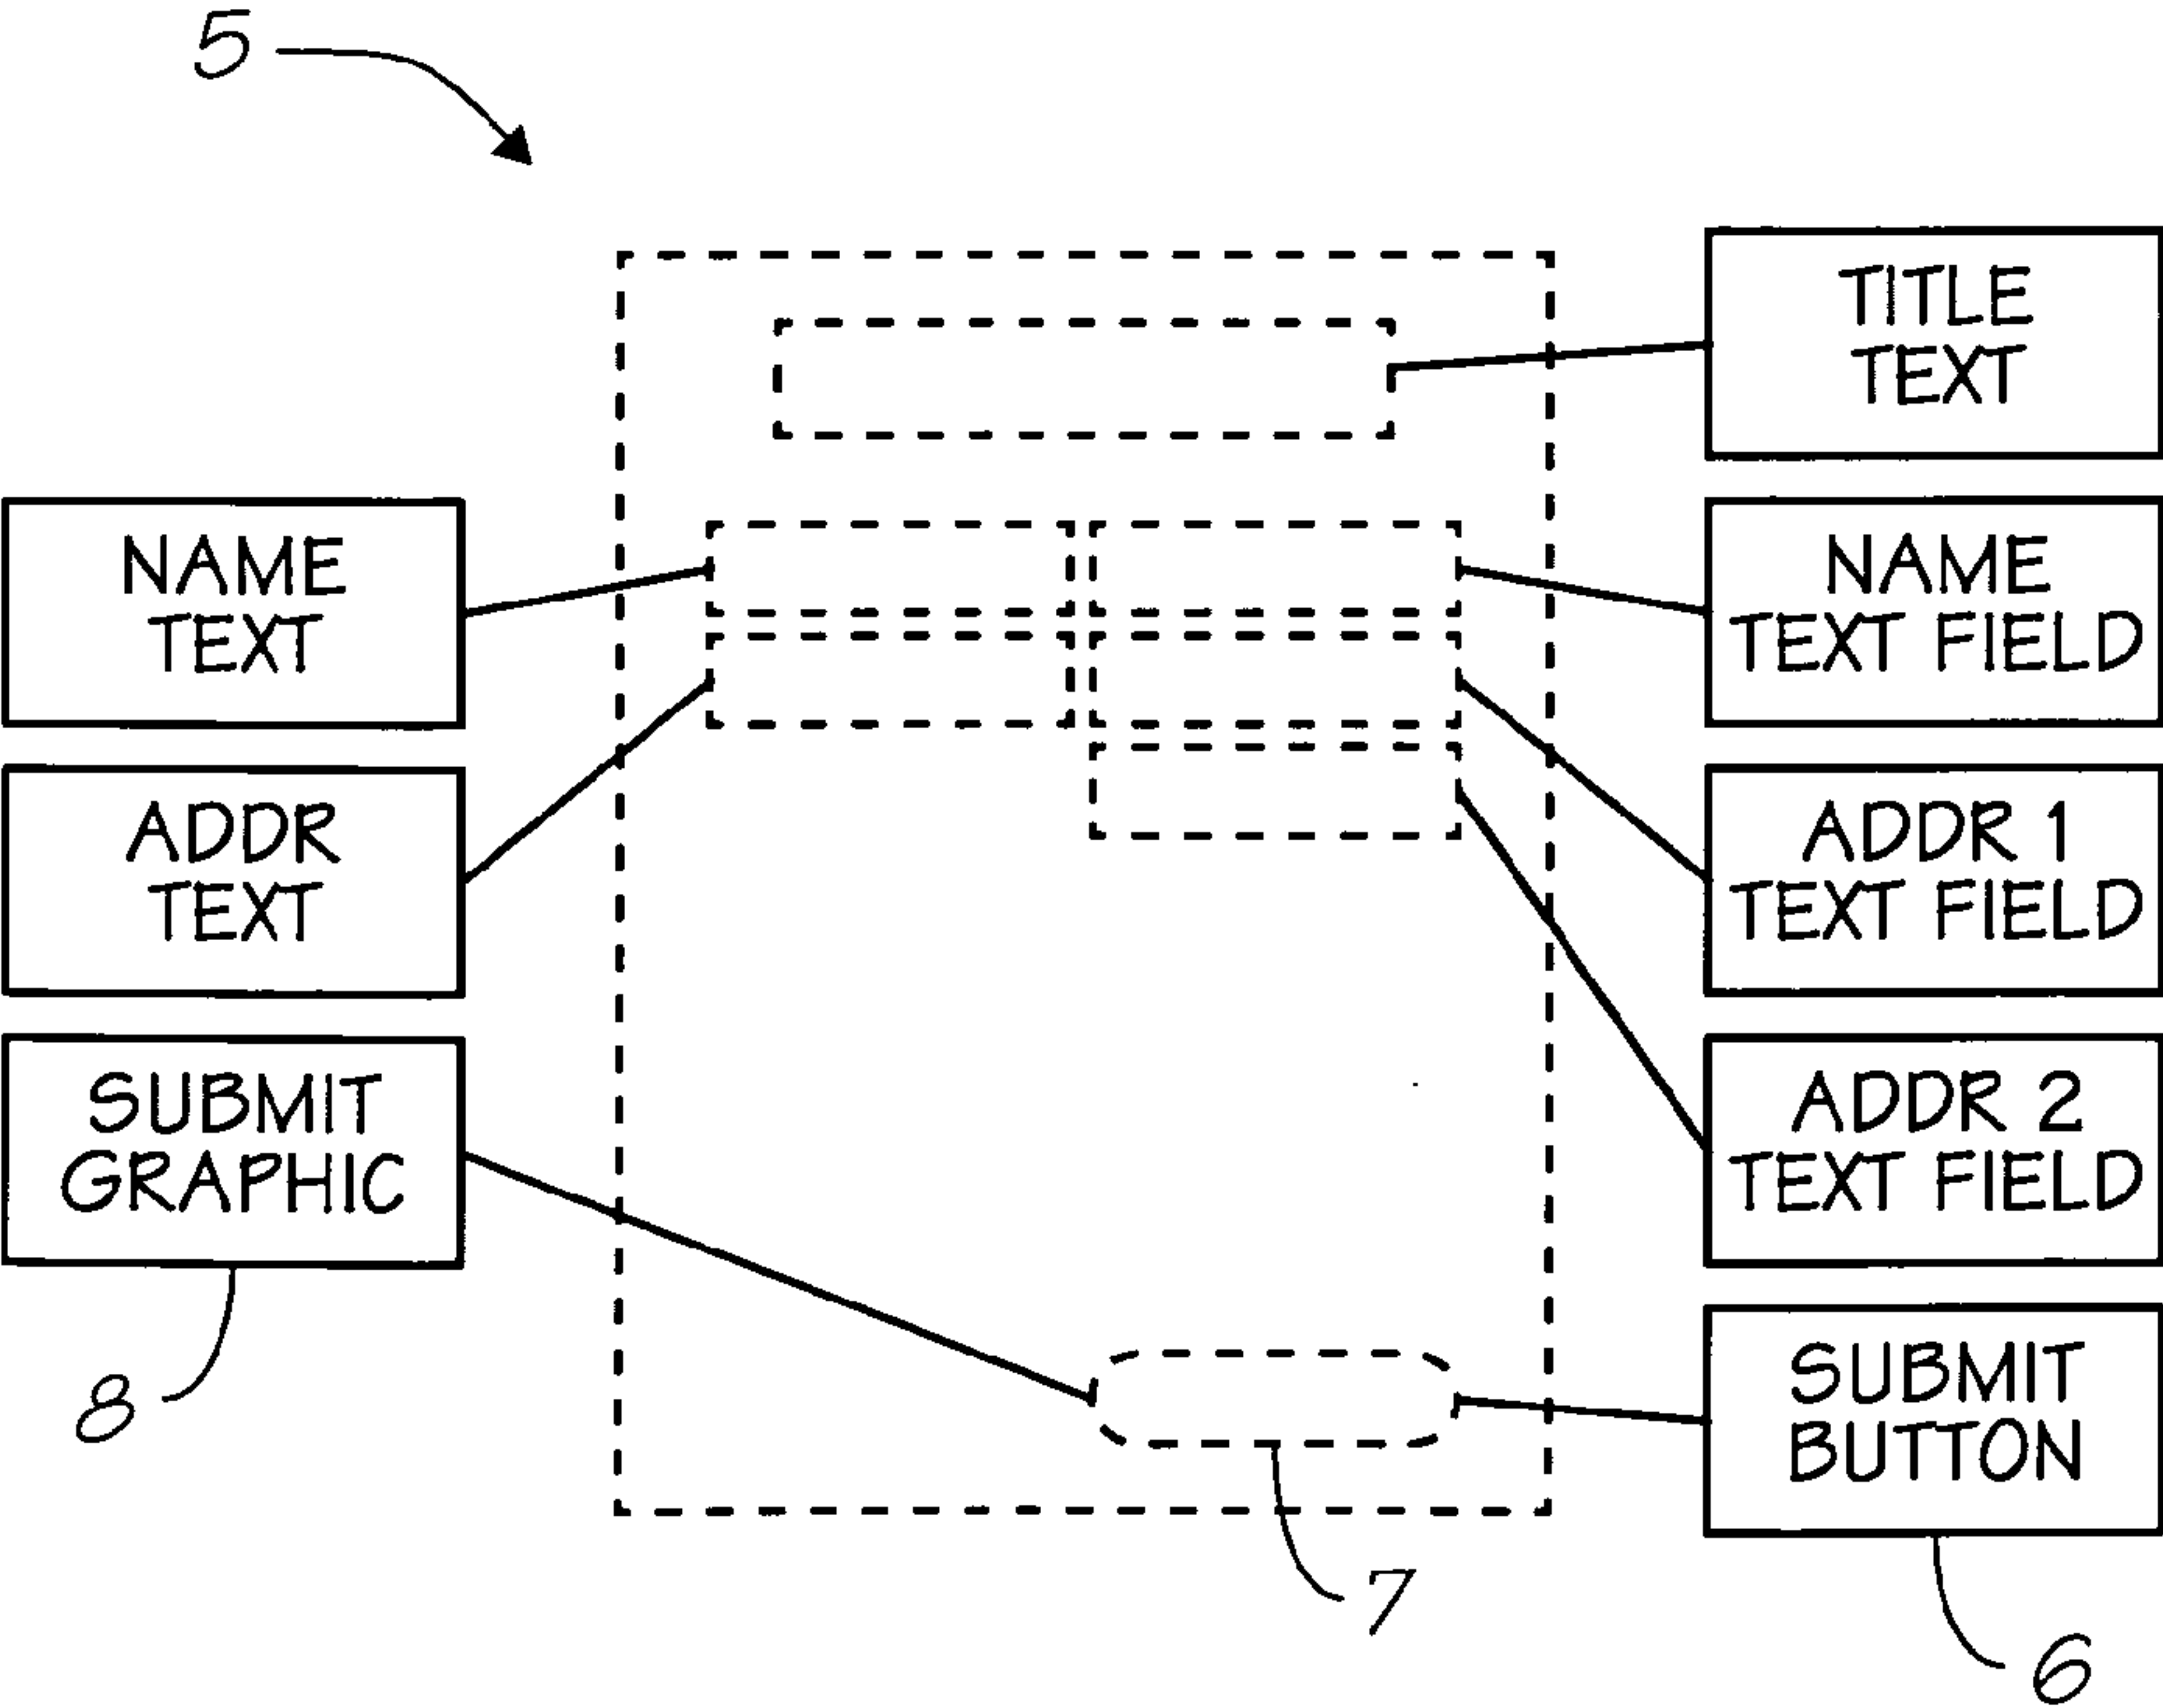 5
TITLE
TEXT
NAME
TEXT
NAME
TEXT FIELD
ADDR
TEXT
ADDR 1
TEXT FIELD
SUBMIT
GRAPHIC
ADDR 2
TEXT FIELD
SUBMIT
BUTTON
8
7
6